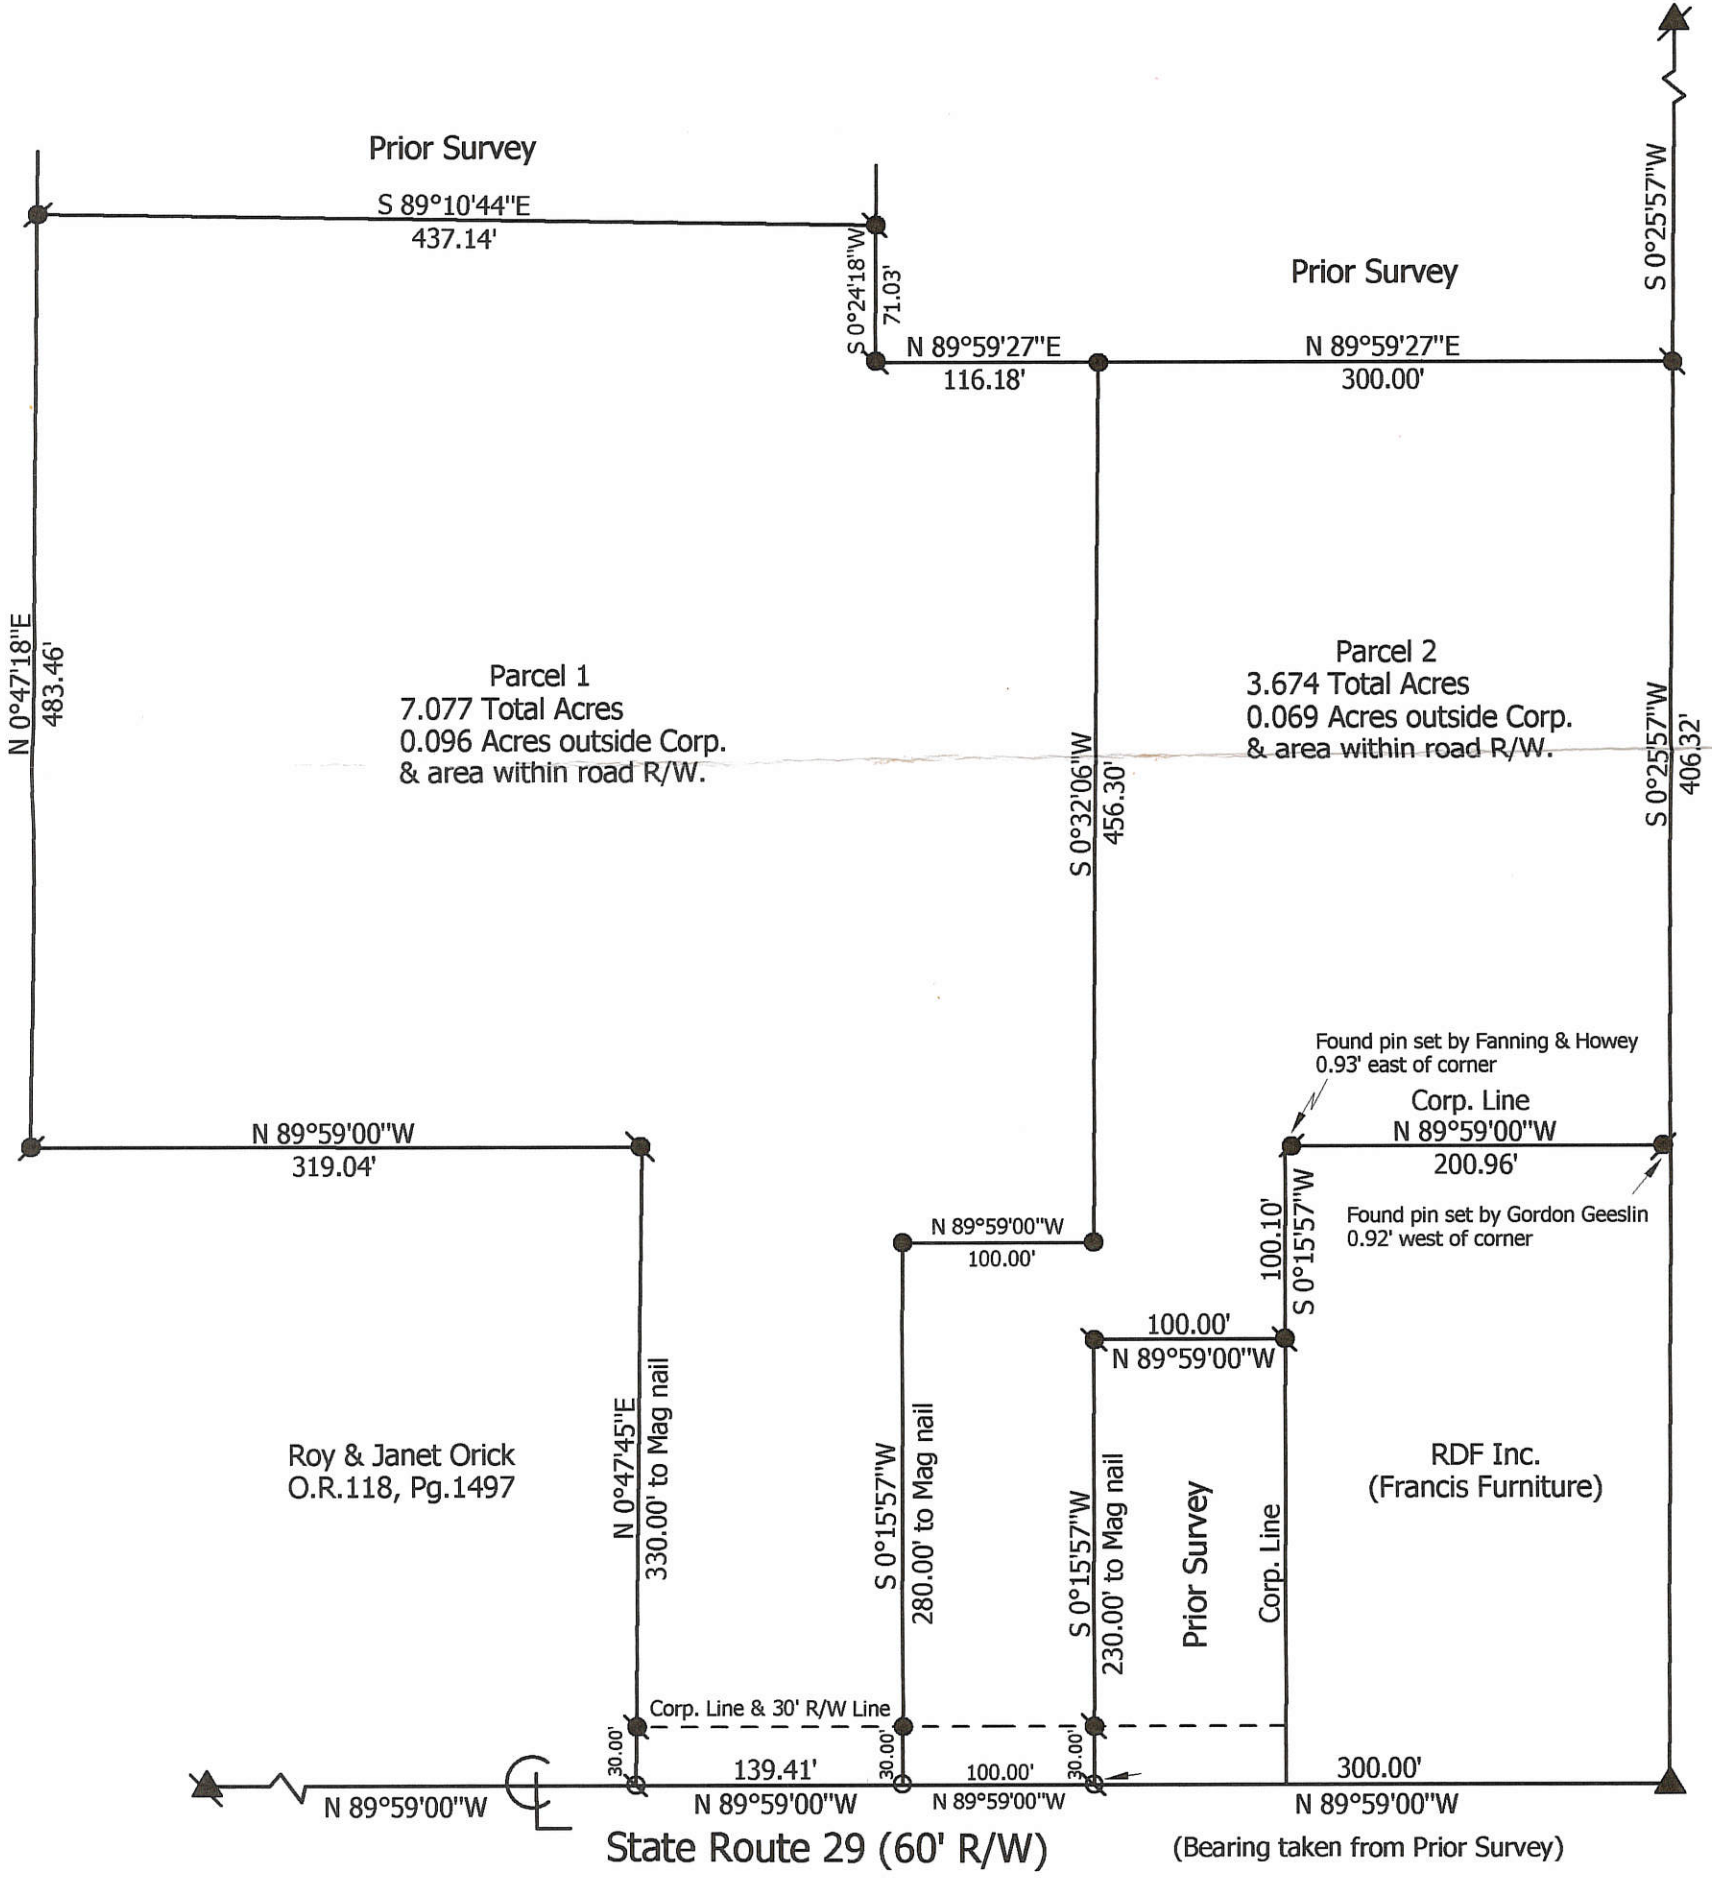 Prior Survey
S 89°10'44"E
437.14'
S 0°24'18"W
71.03'
S 0°25'57"W
Prior Survey
N 89°59'27"E
116.18'
N 89°59'27"E
300.00'
N 0°47'18"E
483.46'
Parcel 1
7.077 Total Acres
0.096 Acres outside Corp.
& area within road R/W.
S 0°32'06"W
456.30'
Parcel 2
3.674 Total Acres
0.069 Acres outside Corp.
& area within road R/W.
S 0°25'57"W
406.32'
Found pin set by Fanning & Howey
0.93' east of corner
Corp. Line
N 89°59'00"W
200.96'
Found pin set by Gordon Geeslin
0.92' west of corner
N 89°59'00"W
319.04'
N 89°59'00"W
100.00'
100.10'
S 0°15'57"W
100.00'
N 89°59'00"W
Roy & Janet Orick
O.R.118, Pg.1497
N 0°47'45"E
330.00' to Mag nail
S 0°15'57"W
280.00' to Mag nail
S 0°15'57"W
230.00' to Mag nail
Prior Survey
Corp. Line
RDF Inc.
(Francis Furniture)
Corp. Line & 30' R/W Line
30.00'
30.00'
30.00'
139.41'
100.00'
300.00'
N 89°59'00"W
N 89°59'00"W
N 89°59'00"W
N 89°59'00"W
State Route 29 (60' R/W)
(Bearing taken from Prior Survey)